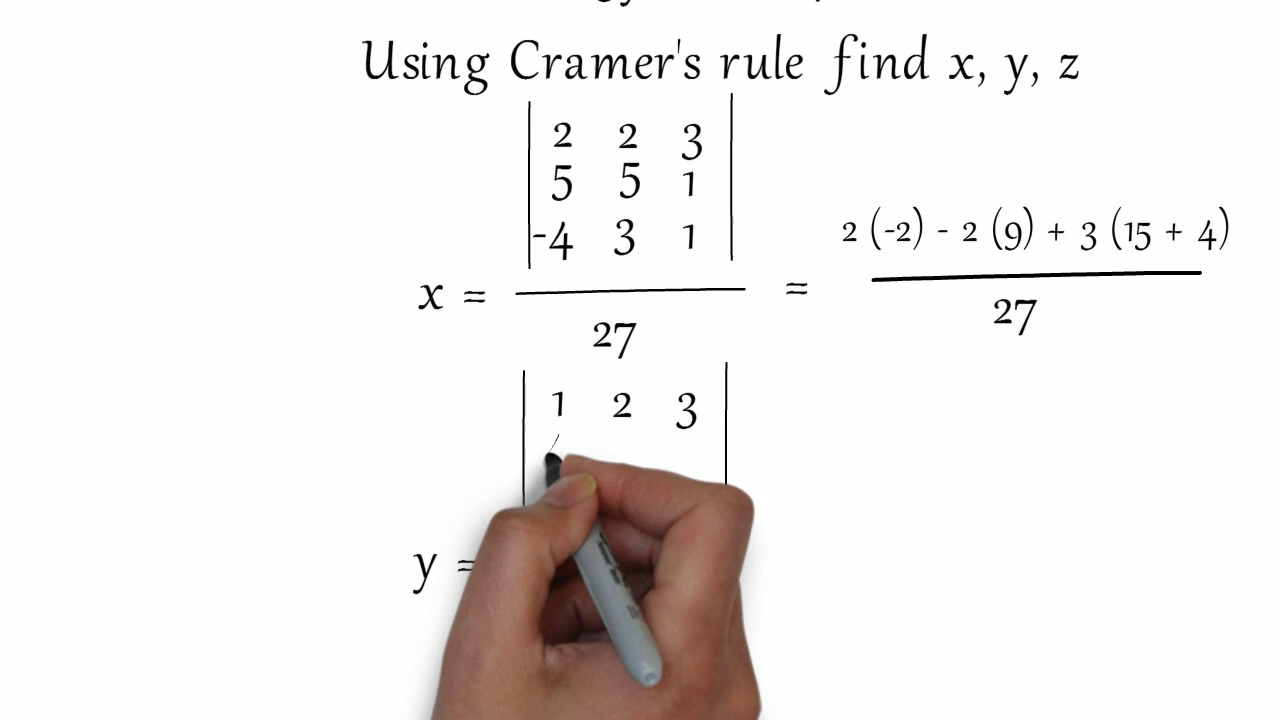 Using Cramer's rule find x, y, z
2 2 3
5 5 1
-4 3 1
x = 27 = 2 (-2) - 2 (9) + 3 (15 + 4)
27
1 2 3
y =